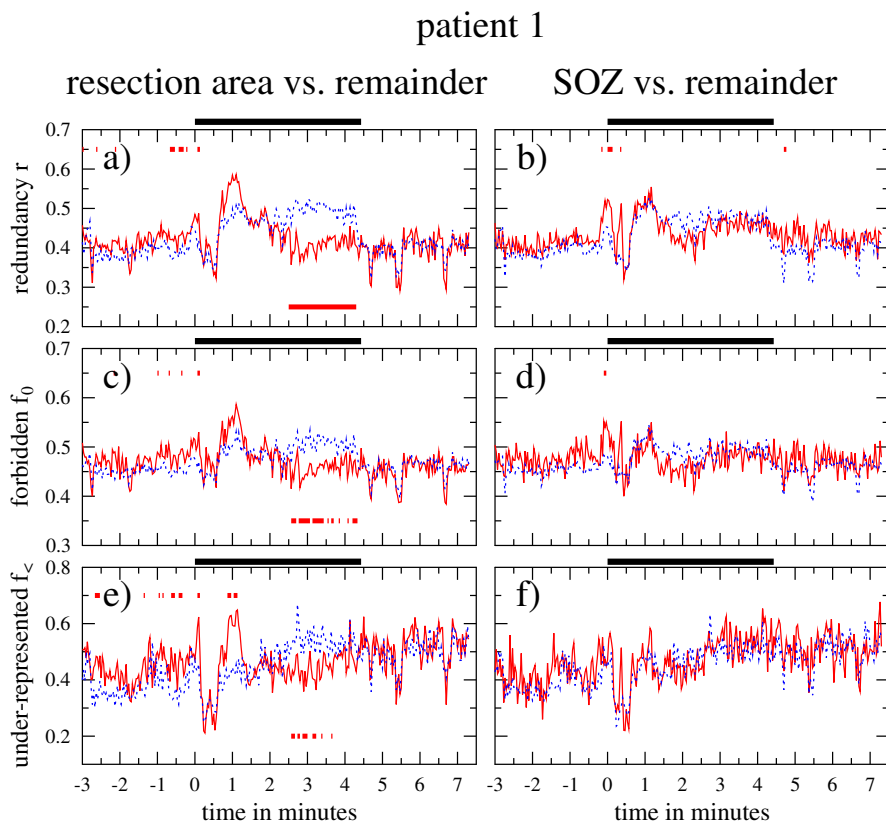 patient 1
resection area vs. remainder
SOZ vs. remainder
redundancy r
0.7
0.6
0.5
0.4
0.3
0.2
a)
b)
forbidden f0
0.7
0.6
0.5
0.4
0.3
c)
d)
under-represented f<
0.8
0.6
0.4
0.2
e)
f)
-3 -2 -1 0 1 2 3 4 5 6 7
-3 -2 -1 0 1 2 3 4 5 6 7
time in minutes
time in minutes